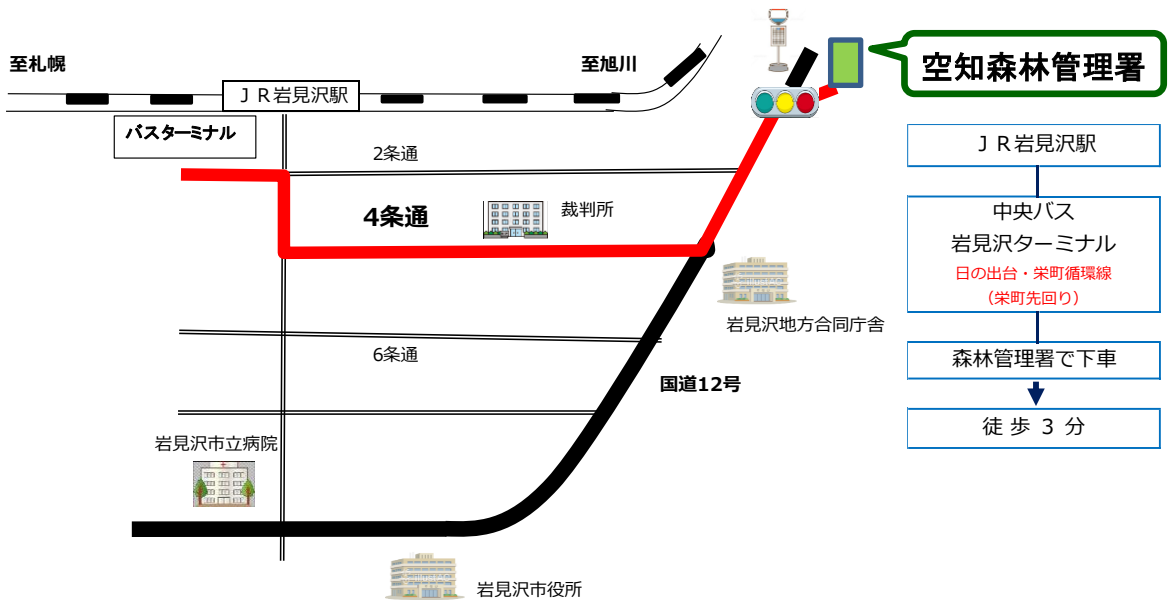 至札幌
至旭川
空知森林管理署
ＪＲ岩見沢駅
バスターミナル
2条通
4条通
裁判所
岩見沢地方合同庁舎
6条通
国道12号
岩見沢市立病院
岩見沢市役所
ＪＲ岩見沢駅
中央バス
岩見沢ターミナル
日の出台・栄町循環線
（栄町先回り）
森林管理署で下車
徒 歩 ３ 分